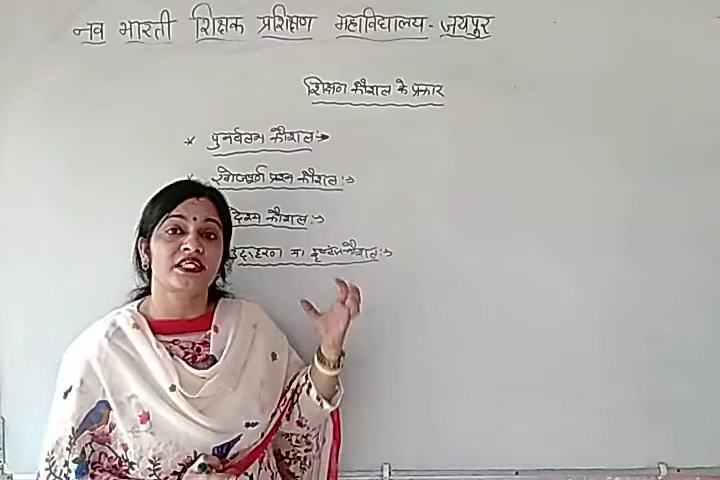 नव भारती शिक्षक प्रशिक्षण महाविद्यालय - जयपुर
शिक्षण कौशल के प्रकार
* पुनर्बलन कौशल :→
* खोजपूर्ण प्रश्न कौशल :→
कौशल :→
उदाहरण कौशल :→